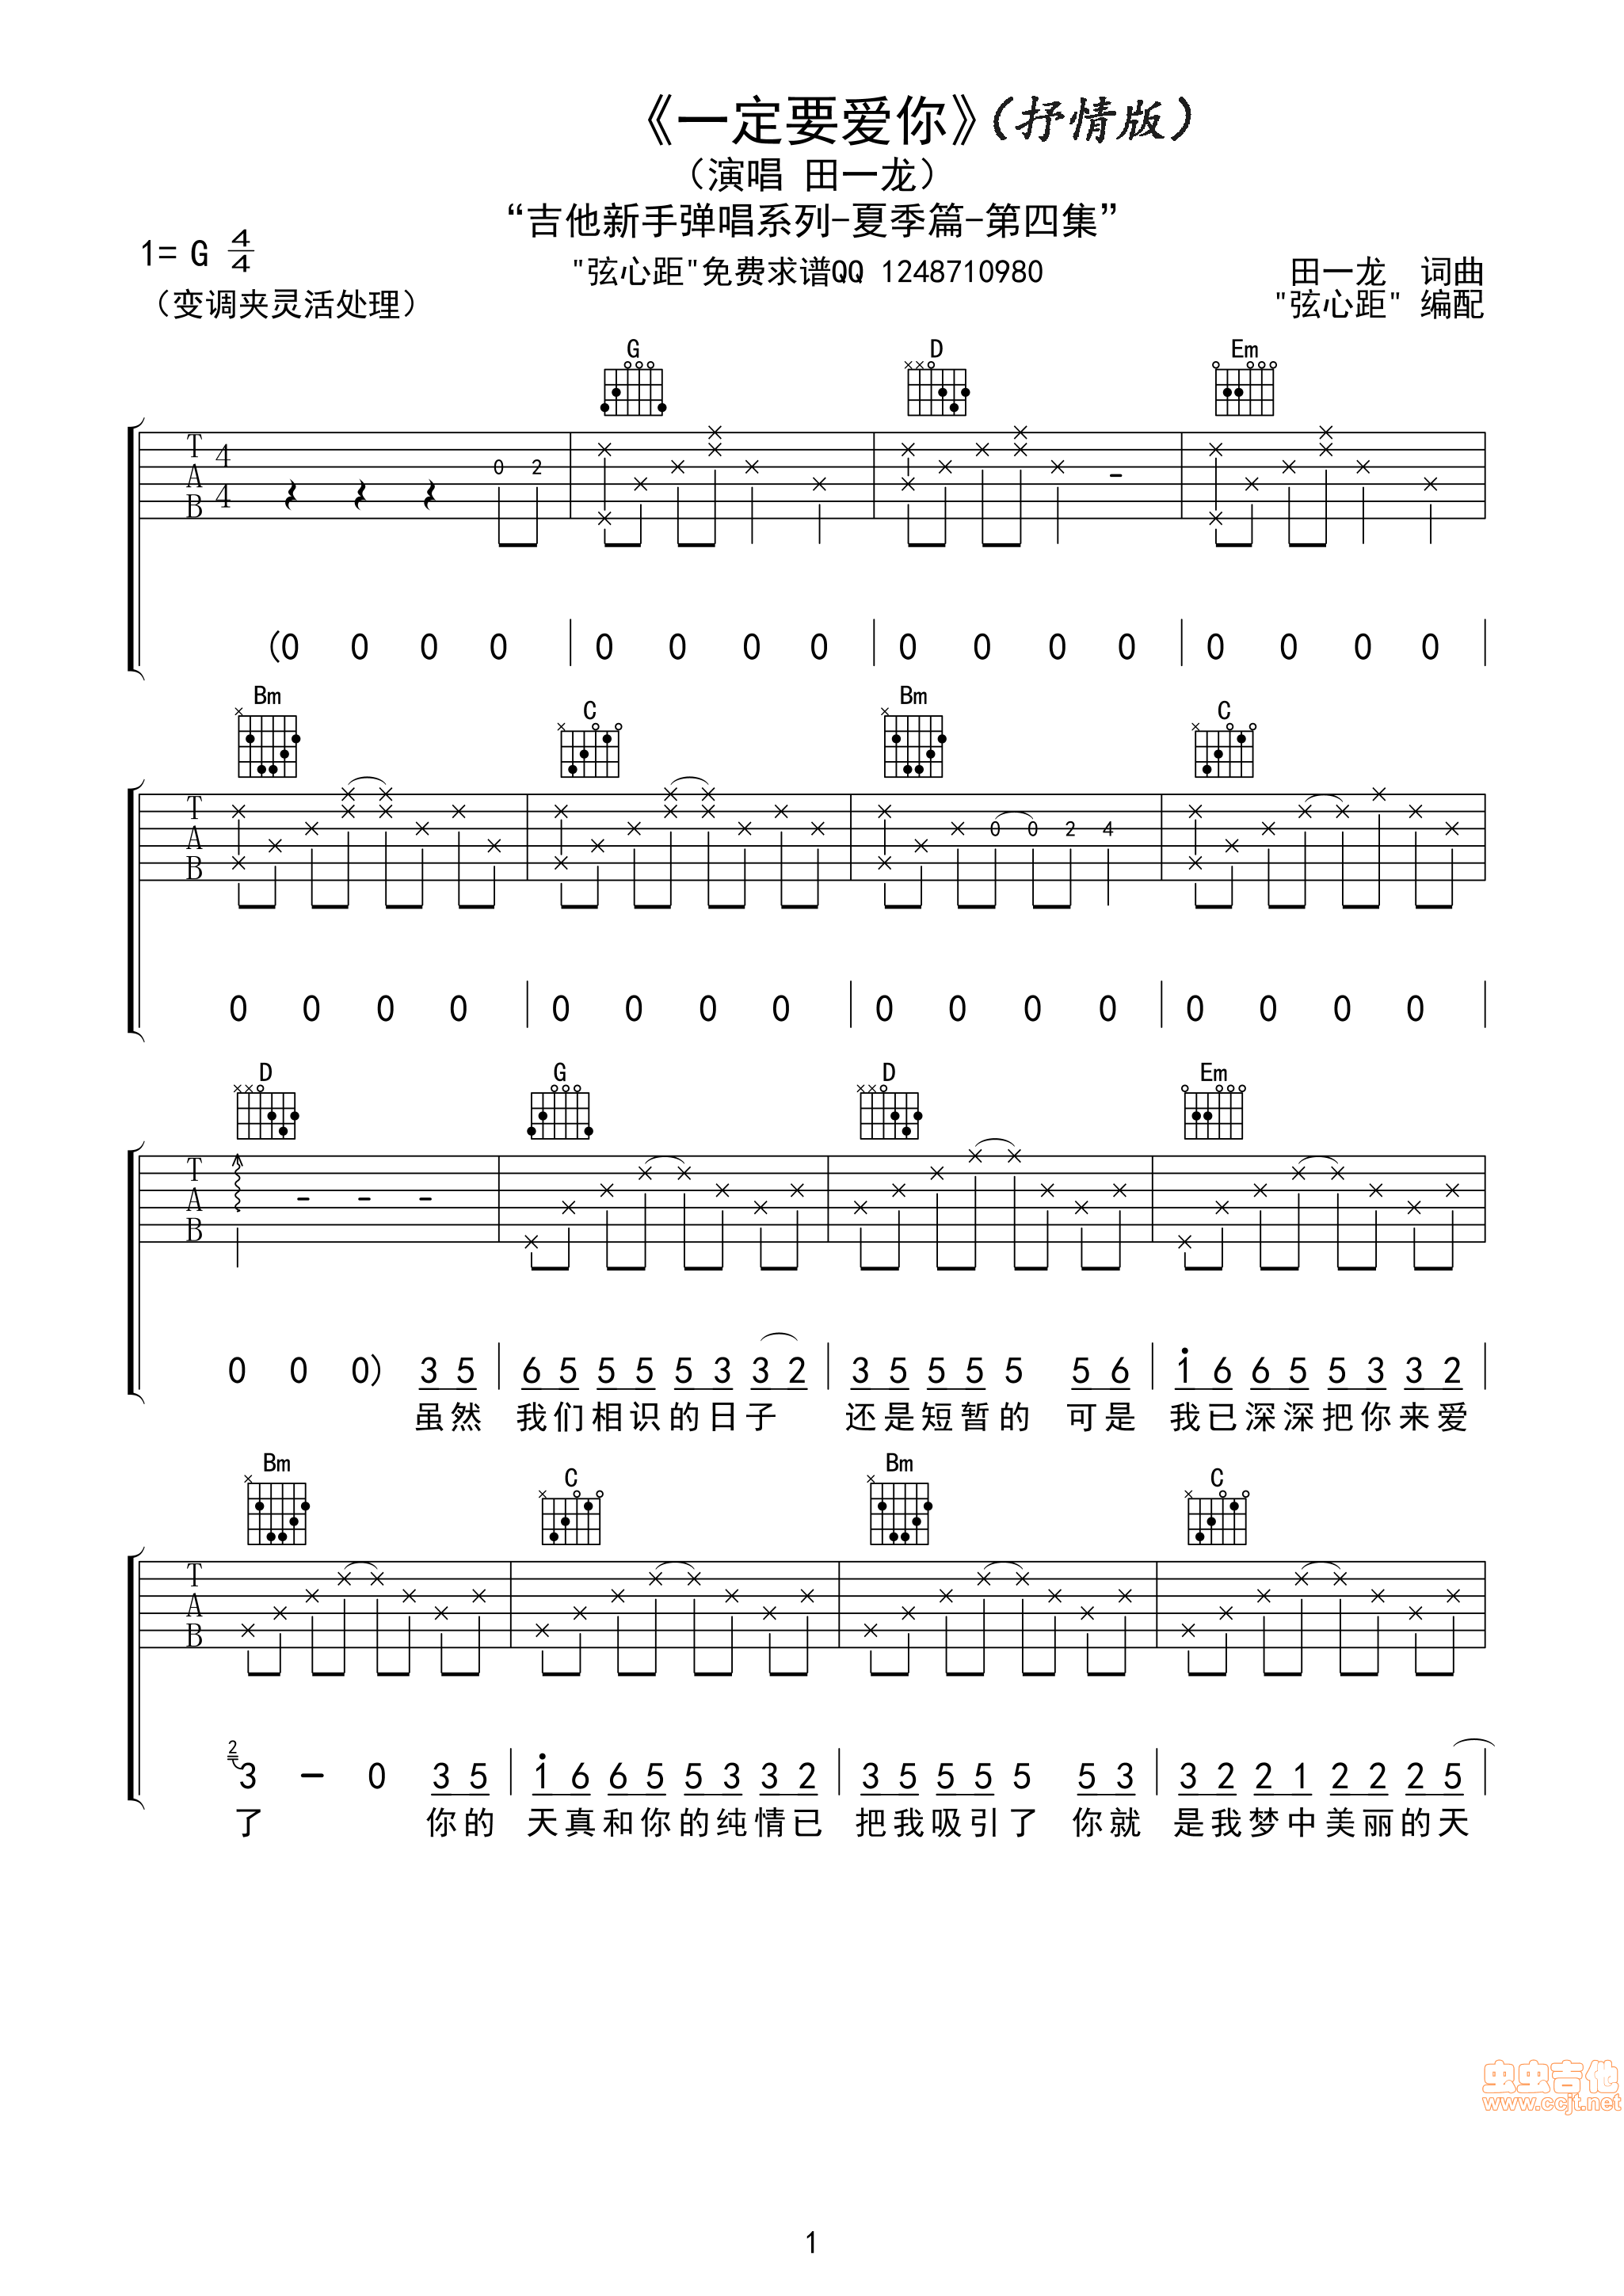 《一定要爱你》(抒情版)
(演唱 田一龙)
“吉他新手弹唱系列-夏季篇-第四集”
1= G 4/4
"弦心距"免费求谱QQ 1248710980
田一龙 词曲
(变调夹灵活处理)
"弦心距" 编配
G D Em
T A B 4 4 0 2
(0 0 0 0 0 0 0 0 0 0 0 0 0 0 0 0
Bm C Bm C
T A B 0 0 2 4
0 0 0 0 0 0 0 0 0 0 0 0 0 0 0 0
D G D Em
T A B
0 0 0) 3 5 6 5 5 5 5 3 3 2 3 5 5 5 5 5 6 1 6 6 5 5 3 3 2
虽然 我们相识的日子 还是短暂的 可是 我已深深把你来爱
Bm C Bm C
T A B
2 3 - 0 3 5 1 6 6 5 5 3 3 2 3 5 5 5 5 5 3 3 2 2 1 2 2 2 5
了 你的 天真和你的纯情已 把我吸引了 你就 是我梦中美丽的天
虫虫吉他
www.ccjt.net
1